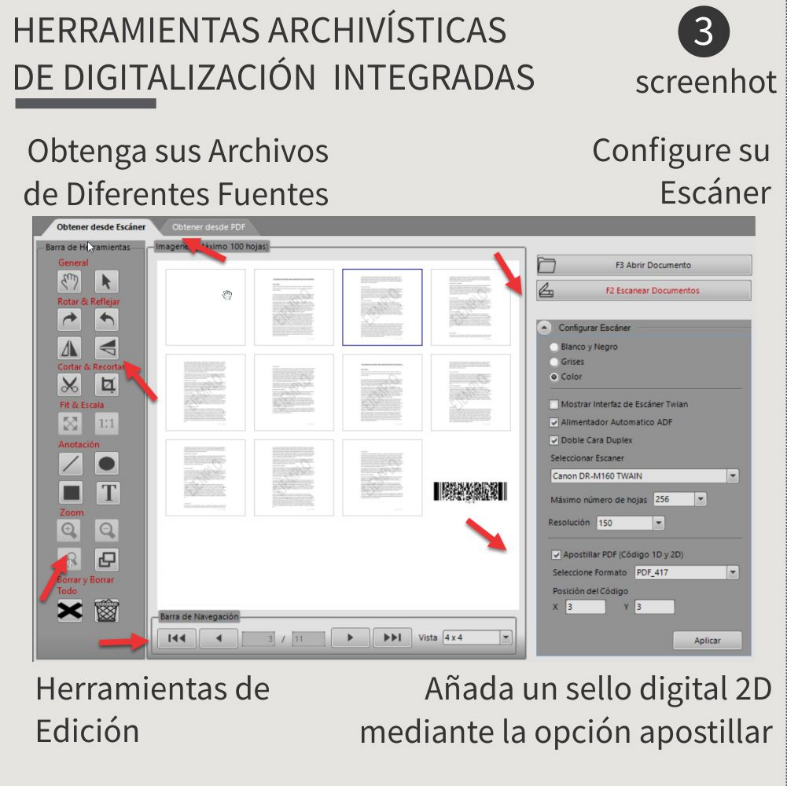 HERRAMIENTAS ARCHIVÍSTICAS
DE DIGITALIZACIÓN INTEGRADAS
3
screenhot
Obtenga sus Archivos
de Diferentes Fuentes
Configure su
Escáner
Obtener desde Escáner
Obtener desde PDF
Barra de Herramientas
General
Rotar & Reflejar
Cortar & Recortar
Fit & Escala
1:1
Anotación
T
Zoom
Borrar y Borrar
Todo
Imagenes (Máximo 100 hojas)
Barra de Navegación
3 / 11
Vista 4 x 4
F3 Abrir Documento
F2 Escanear Documentos
Configurar Escáner
Blanco y Negro
Grises
Color
Mostrar Interfaz de Escáner Twian
Alimentador Automatico ADF
Doble Cara Duplex
Seleccionar Escaner
Canon DR-M160 TWAIN
Máximo número de hojas 256
Resolución 150
Apostillar PDF (Código 1D y 2D)
Seleccione Formato PDF_417
Posición del Código
X 3 Y 3
Aplicar
Herramientas de
Edición
Añada un sello digital 2D
mediante la opción apostillar